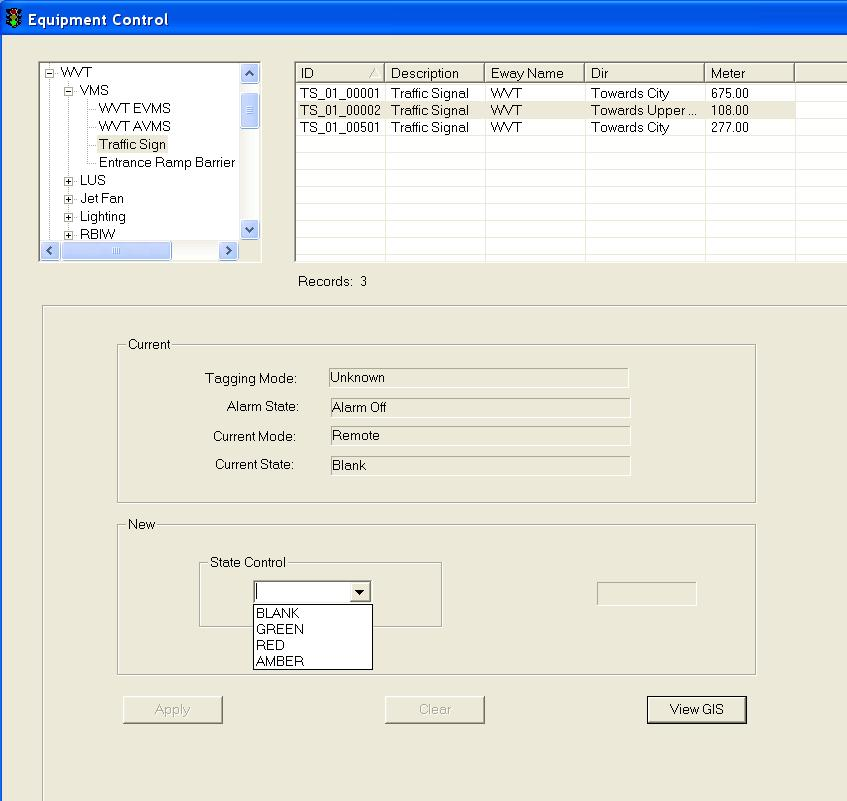 Equipment Control
WVT
VMS
WVT EVMS
WVT AVMS
Traffic Sign
Entrance Ramp Barrier
LUS
Jet Fan
Lighting
RBIW
ID Description Eway Name Dir Meter
TS_01_00001 Traffic Signal WVT Towards City 675.00
TS_01_00002 Traffic Signal WVT Towards Upper ... 108.00
TS_01_00501 Traffic Signal WVT Towards City 277.00
Records: 3
Current
Tagging Mode: Unknown
Alarm State: Alarm Off
Current Mode: Remote
Current State: Blank
New
State Control
BLANK
GREEN
RED
AMBER
Apply Clear View GIS